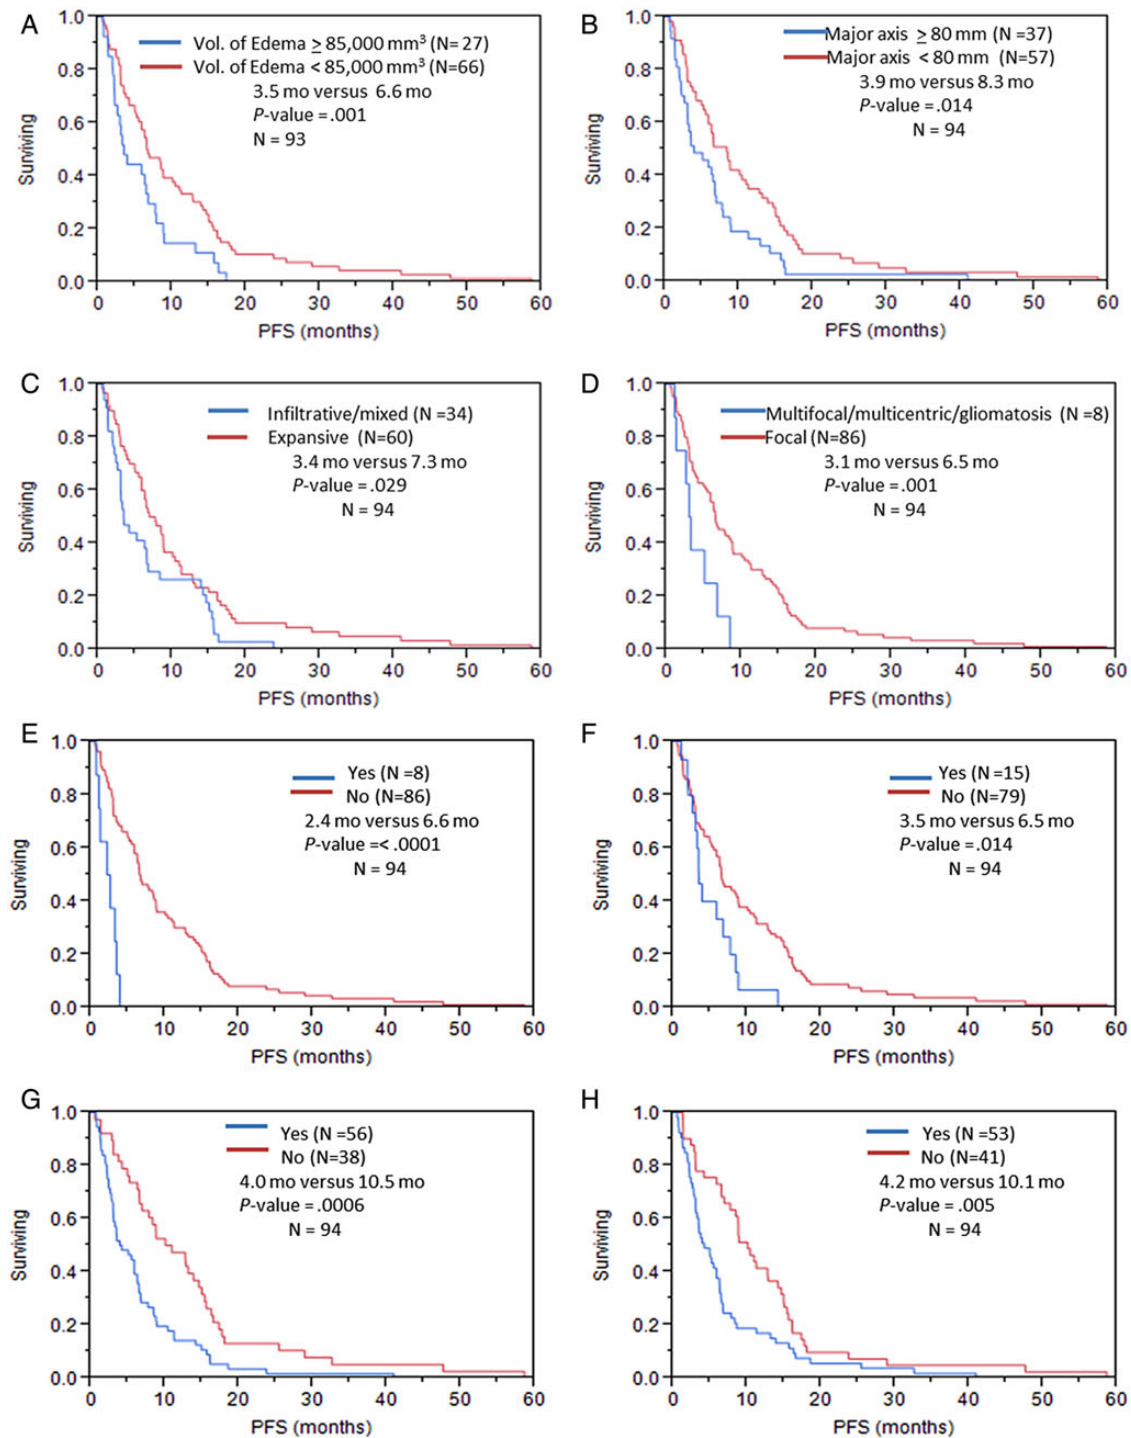 A
1.0
0.8
0.6
0.4
0.2
0.0
Surviving
Vol. of Edema ≥ 85,000 mm³ (N= 27)
Vol. of Edema < 85,000 mm³ (N=66)
3.5 mo versus 6.6 mo
P-value =.001
N = 93
0 10 20 30 40 50 60
PFS (months)
B
1.0
0.8
0.6
0.4
0.2
0.0
Surviving
Major axis ≥ 80 mm (N =37)
Major axis < 80 mm (N=57)
3.9 mo versus 8.3 mo
P-value =.014
N = 94
0 10 20 30 40 50 60
PFS (months)
C
1.0
0.8
0.6
0.4
0.2
0.0
Surviving
Infiltrative/mixed (N =34)
Expansive (N=60)
3.4 mo versus 7.3 mo
P-value =.029
N = 94
0 10 20 30 40 50 60
PFS (months)
D
1.0
0.8
0.6
0.4
0.2
0.0
Surviving
Multifocal/multicentric/gliomatosis (N =8)
Focal (N=86)
3.1 mo versus 6.5 mo
P-value =.001
N = 94
0 10 20 30 40 50 60
PFS (months)
E
1.0
0.8
0.6
0.4
0.2
0.0
Surviving
Yes (N =8)
No (N=86)
2.4 mo versus 6.6 mo
P-value =< .0001
N = 94
0 10 20 30 40 50 60
PFS (months)
F
1.0
0.8
0.6
0.4
0.2
0.0
Surviving
Yes (N =15)
No (N=79)
3.5 mo versus 6.5 mo
P-value =.014
N = 94
0 10 20 30 40 50 60
PFS (months)
G
1.0
0.8
0.6
0.4
0.2
0.0
Surviving
Yes (N =56)
No (N=38)
4.0 mo versus 10.5 mo
P-value =.0006
N = 94
0 10 20 30 40 50 60
PFS (months)
H
1.0
0.8
0.6
0.4
0.2
0.0
Surviving
Yes (N =53)
No (N=41)
4.2 mo versus 10.1 mo
P-value =.005
N = 94
0 10 20 30 40 50 60
PFS (months)